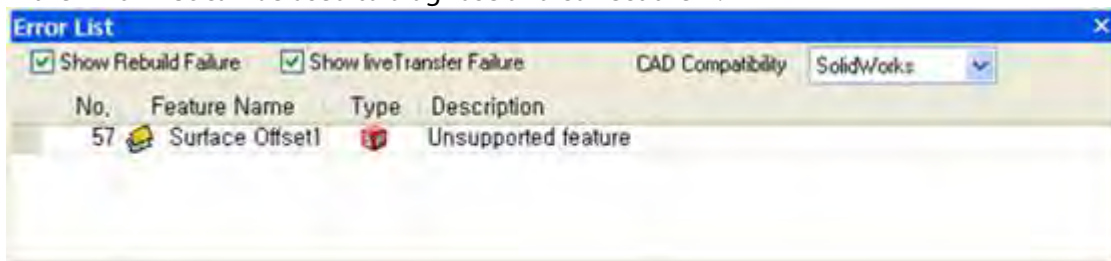 Error List
Show Rebuild Failure Show liveTransfer Failure CAD Compatibility SolidWorks
No. Feature Name Type Description
57 Surface Offset1 Unsupported feature